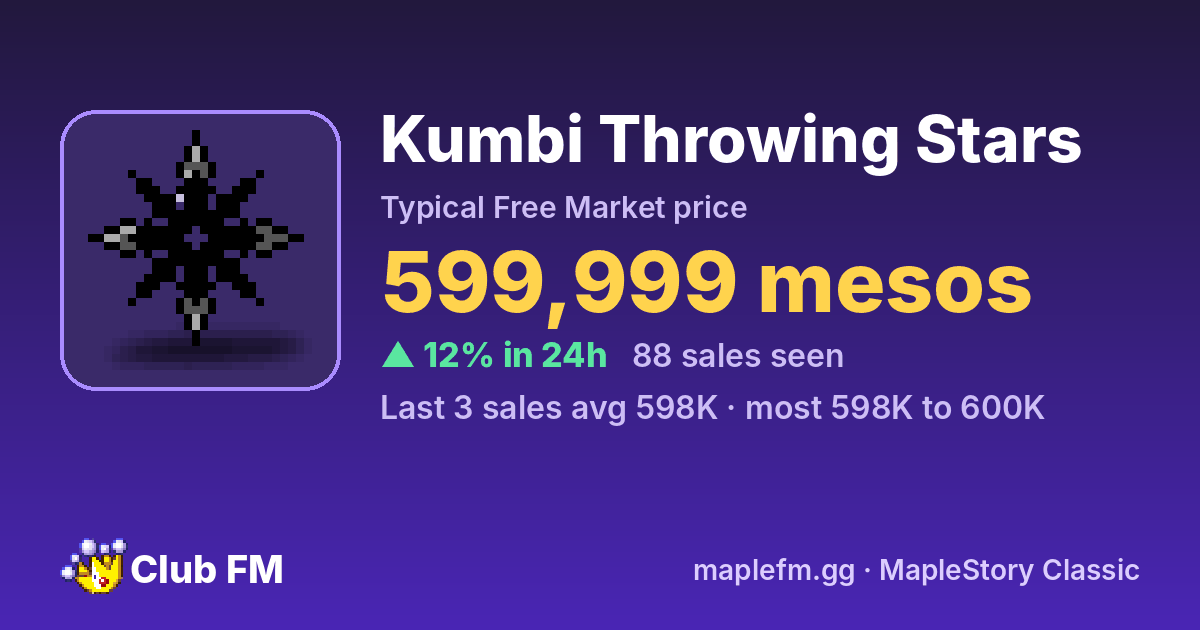 Kumbi Throwing Stars
Typical Free Market price
599,999 mesos
▲ 12% in 24h 88 sales seen
Last 3 sales avg 598K · most 598K to 600K
Club FM
maplefm.gg · MapleStory Classic